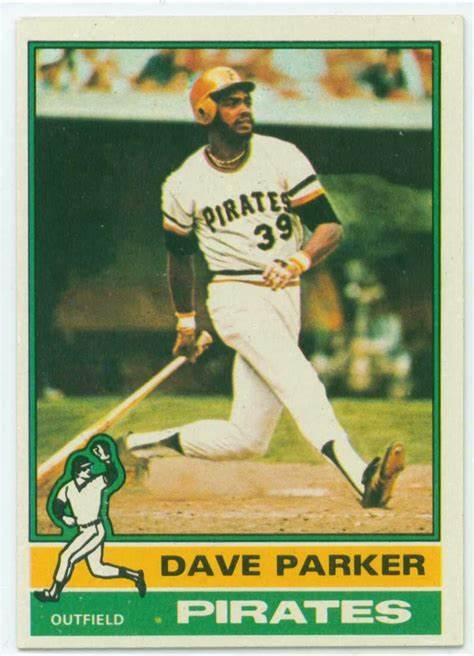 P
PIRATES
39
DAVE PARKER
OUTFIELD
PIRATES